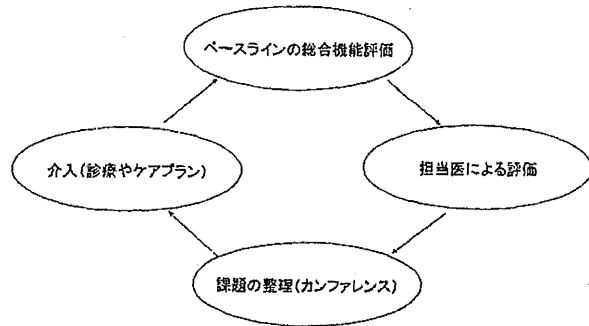 ベースラインの総合機能評価
担当医による評価
課題の整理(カンファレンス)
介入(診療やケアプラン)